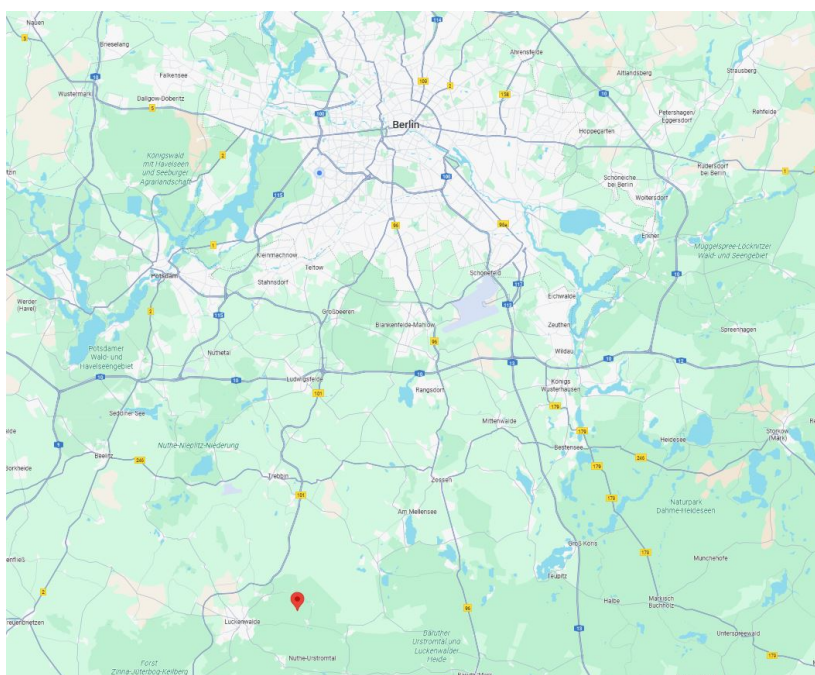 Nauen
Brieselang
Ahrensfelde
Falkensee
Altlandsberg
Strausberg
Wustermark
Dallgow-Döberitz
Petershagen/
Eggersdorf
Rehfelde
Berlin
Hoppegarten
Königswald
mit Havelseen
und Seeburger
Agrarlandschaft
Rüdersdorf
bei Berlin
Schöneiche
bei Berlin
Woltersdorf
Erkner
Müggelspree-Löcknitzer
Wald- und Seengebiet
Kleinmachnow
Teltow
Potsdam
Stahnsdorf
Schönefeld
Werder
(Havel)
Eichwalde
Großbeeren
Blankenfelde-Mahlow
Zeuthen
Spreenhagen
Potsdamer
Wald- und
Havelseengebiet
Nuthetal
Wildau
Ludwigsfelde
Rangsdorf
Königs
Wusterhausen
Seddiner See
Mittenwalde
Storkow
(Mark)
Nuthe-Nieplitz-Niederung
Beelitz
Bestensee
Heidesee
Trebbin
Zossen
Naturpark
Dahme-Heideseen
Am Mellensee
Groß Köris
Münchehofe
Teupitz
Halbe
Märkisch
Buchholz
Luckenwalde
Unterspreewald
Baruther
Urstromtal und
Luckenwalder
Heide
Nuthe-Urstromtal
Forst
Zinna-Jüterbog-Keilberg